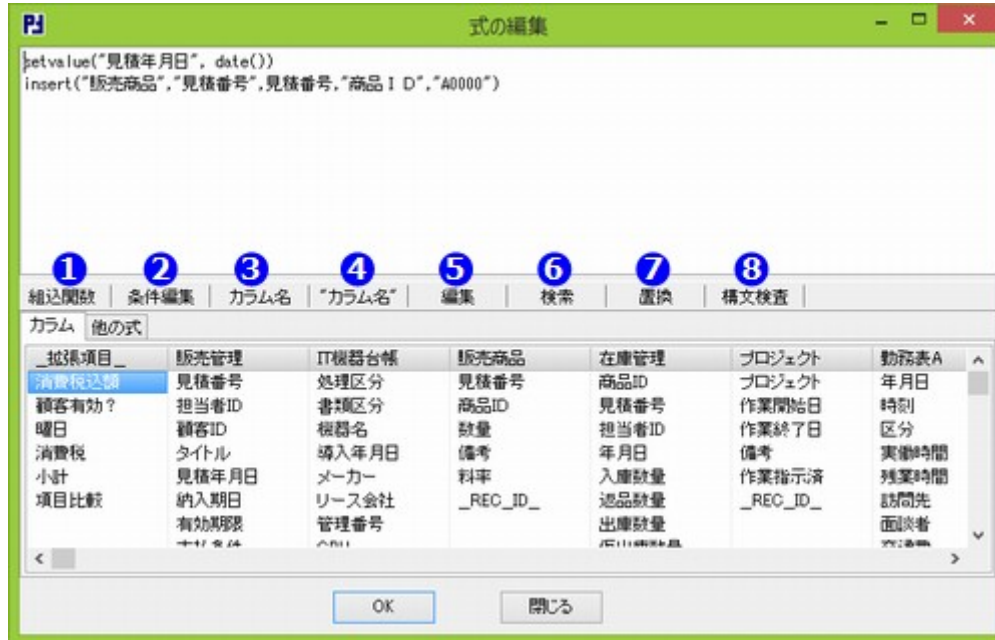 式の編集
setvalue("見積年月日", date())
insert("販売商品","見積番号",見積番号,"商品ＩＤ","A0000")
1 2 3 4 5 6 7 8
組込関数 条件編集 カラム名 "カラム名" 編集 検索 置換 構文検査
カラム 他の式
_拡張項目_ 販売管理 IT機器台帳 販売商品 在庫管理 プロジェクト 勤務表A
消費税込額 見積番号 処理区分 見積番号 商品ID プロジェクト 年月日
顧客有効？ 担当者ID 書類区分 商品ID 見積番号 作業開始日 時刻
曜日 顧客ID 機器名 数量 担当者ID 作業終了日 区分
消費税 タイトル 導入年月日 備考 年月日 備考 実働時間
小計 見積年月日 メーカー 料率 入庫数量 作業指示済 残業時間
項目比較 納入期日 リース会社 _REC_ID_ 返品数量 _REC_ID_ 訪問先
有効期限 管理番号 出庫数量 面談者
OK 閉じる